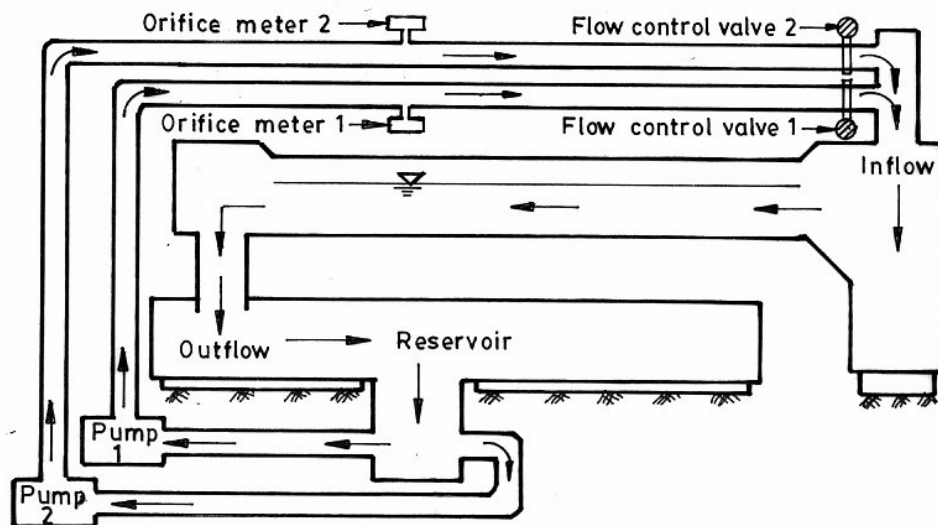 Orifice meter 2
Flow control valve 2
Orifice meter 1
Flow control valve 1
Inflow
Outflow
Reservoir
Pump
1
Pump
2